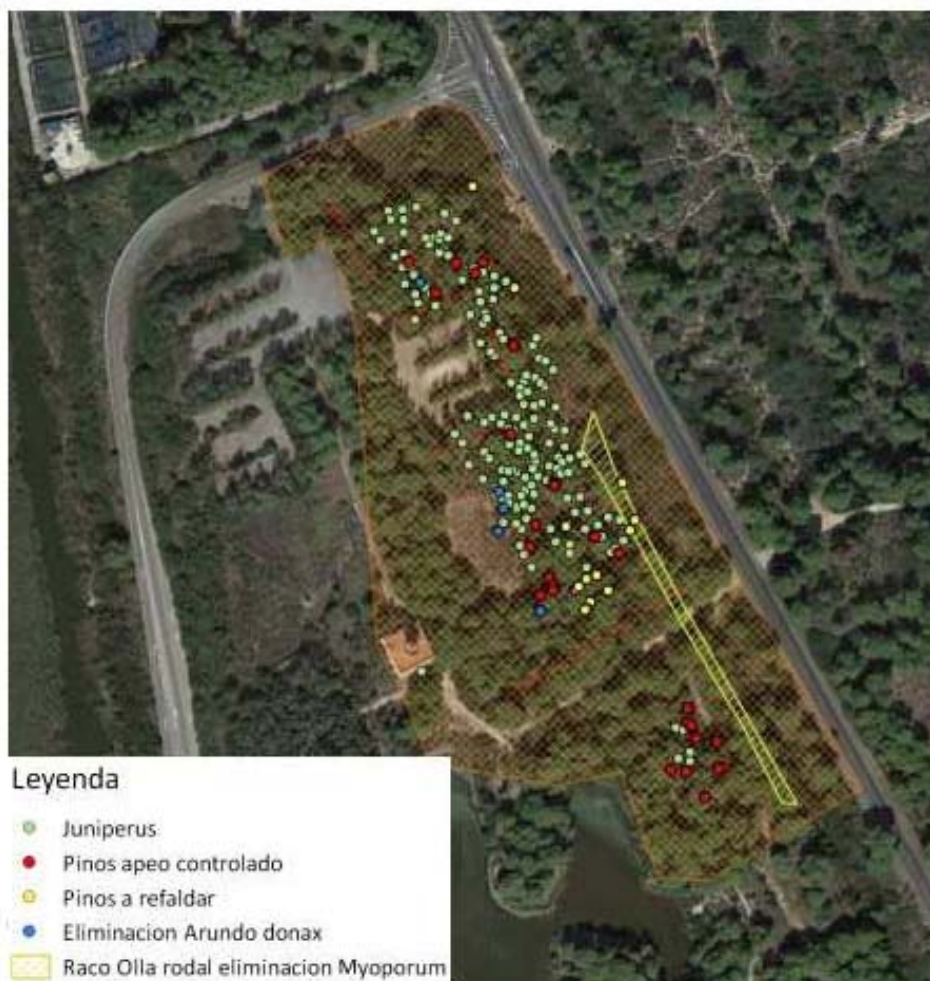 Leyenda
Juniperus
Pinos apeo controlado
Pinos a refaldar
Eliminacion Arundo donax
Raco Olla rodal eliminacion Myoporum